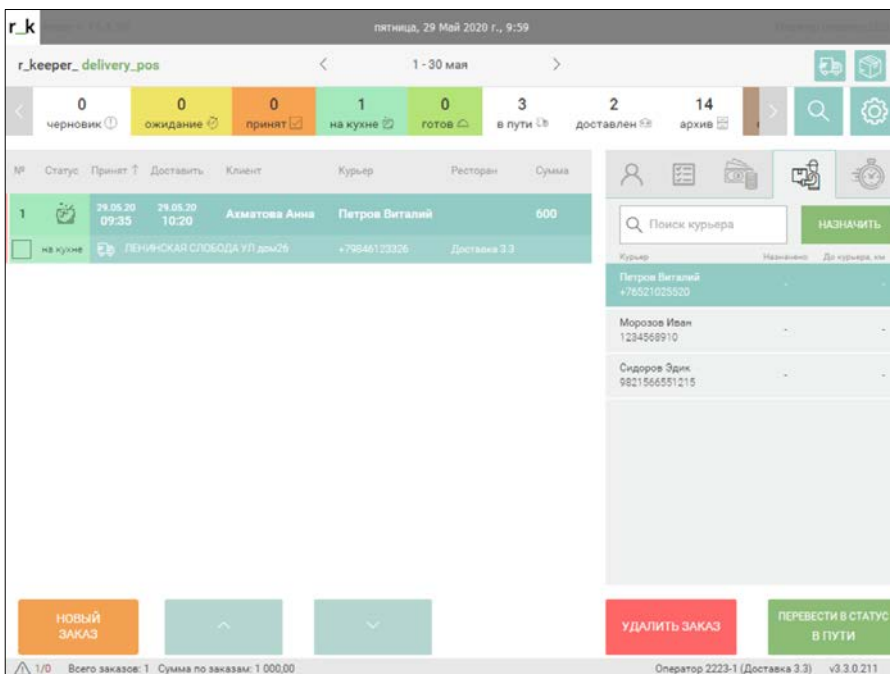 r_k
пятница, 29 Май 2020 г., 9:59
r_keeper_ delivery_pos
1 - 30 мая
0 0 0 1 0 3 2 14
черновик ожидание принят на кухне готов в пути доставлен архив
№ Статус Принят ↑ Доставить Клиент Курьер Ресторан Сумма
1 29.05.20 09:35 29.05.20 10:20 Ахматова Анна Петров Виталий 600
на кухне ЛЕНИНСКАЯ СЛОБОДА УЛ дом26 +79846123326 Доставка 3.3
Поиск курьера
НАЗНАЧИТЬ
Курьер Назначено До курьера, км
Петров Виталий - -
+76521025520
Морозов Иван - -
1234568910
Сидоров Эдик - -
9821566551215
НОВЫЙ
ЗАКАЗ
УДАЛИТЬ ЗАКАЗ
ПЕРЕВЕСТИ В СТАТУС
В ПУТИ
1/0 Всего заказов: 1 Сумма по заказам: 1 000,00
Оператор 2223-1 (Доставка 3.3) v3.3.0.211